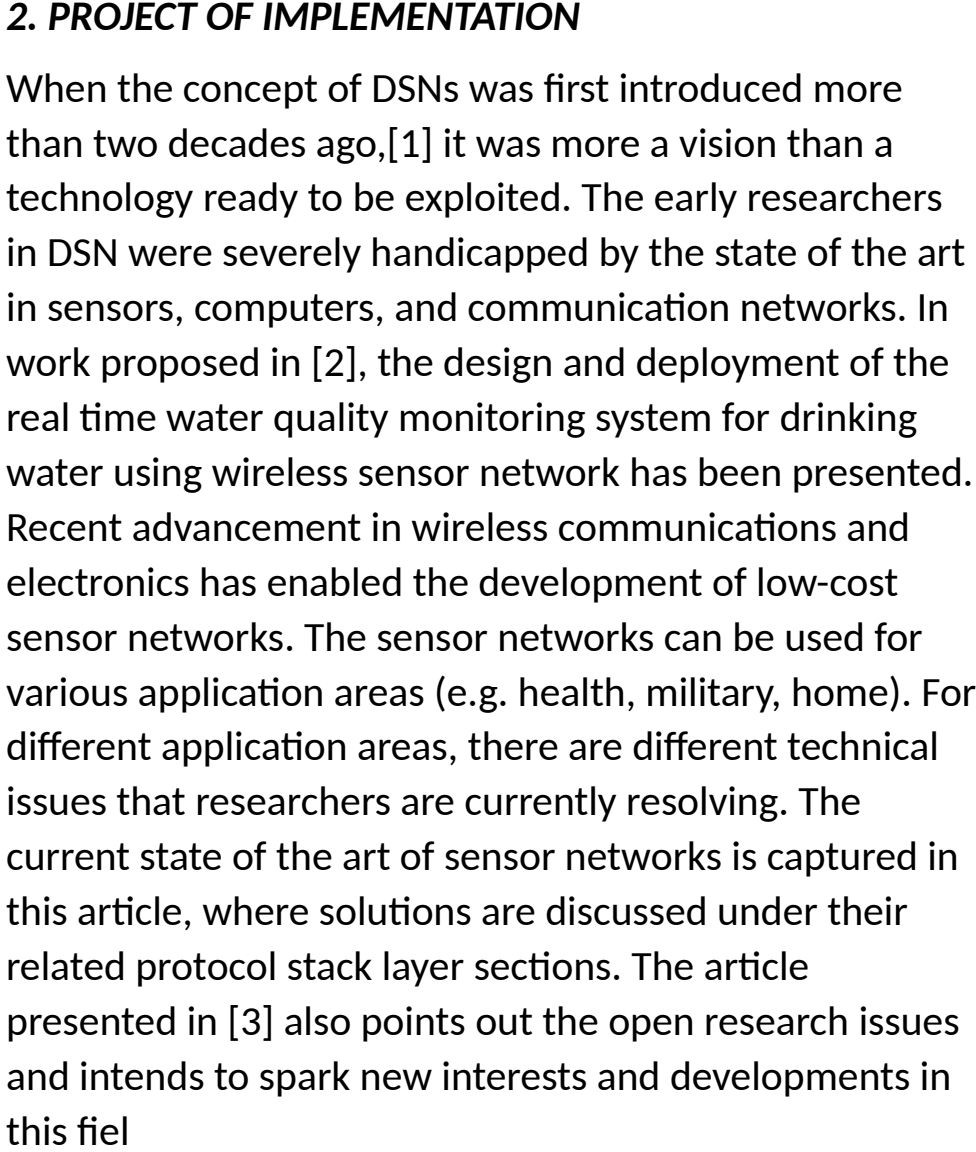 2. PROJECT OF IMPLEMENTATION
When the concept of DSNs was first introduced more
than two decades ago,[1] it was more a vision than a
technology ready to be exploited. The early researchers
in DSN were severely handicapped by the state of the art
in sensors, computers, and communication networks. In
work proposed in [2], the design and deployment of the
real time water quality monitoring system for drinking
water using wireless sensor network has been presented.
Recent advancement in wireless communications and
electronics has enabled the development of low-cost
sensor networks. The sensor networks can be used for
various application areas (e.g. health, military, home). For
different application areas, there are different technical
issues that researchers are currently resolving. The
current state of the art of sensor networks is captured in
this article, where solutions are discussed under their
related protocol stack layer sections. The article
presented in [3] also points out the open research issues
and intends to spark new interests and developments in
this fiel